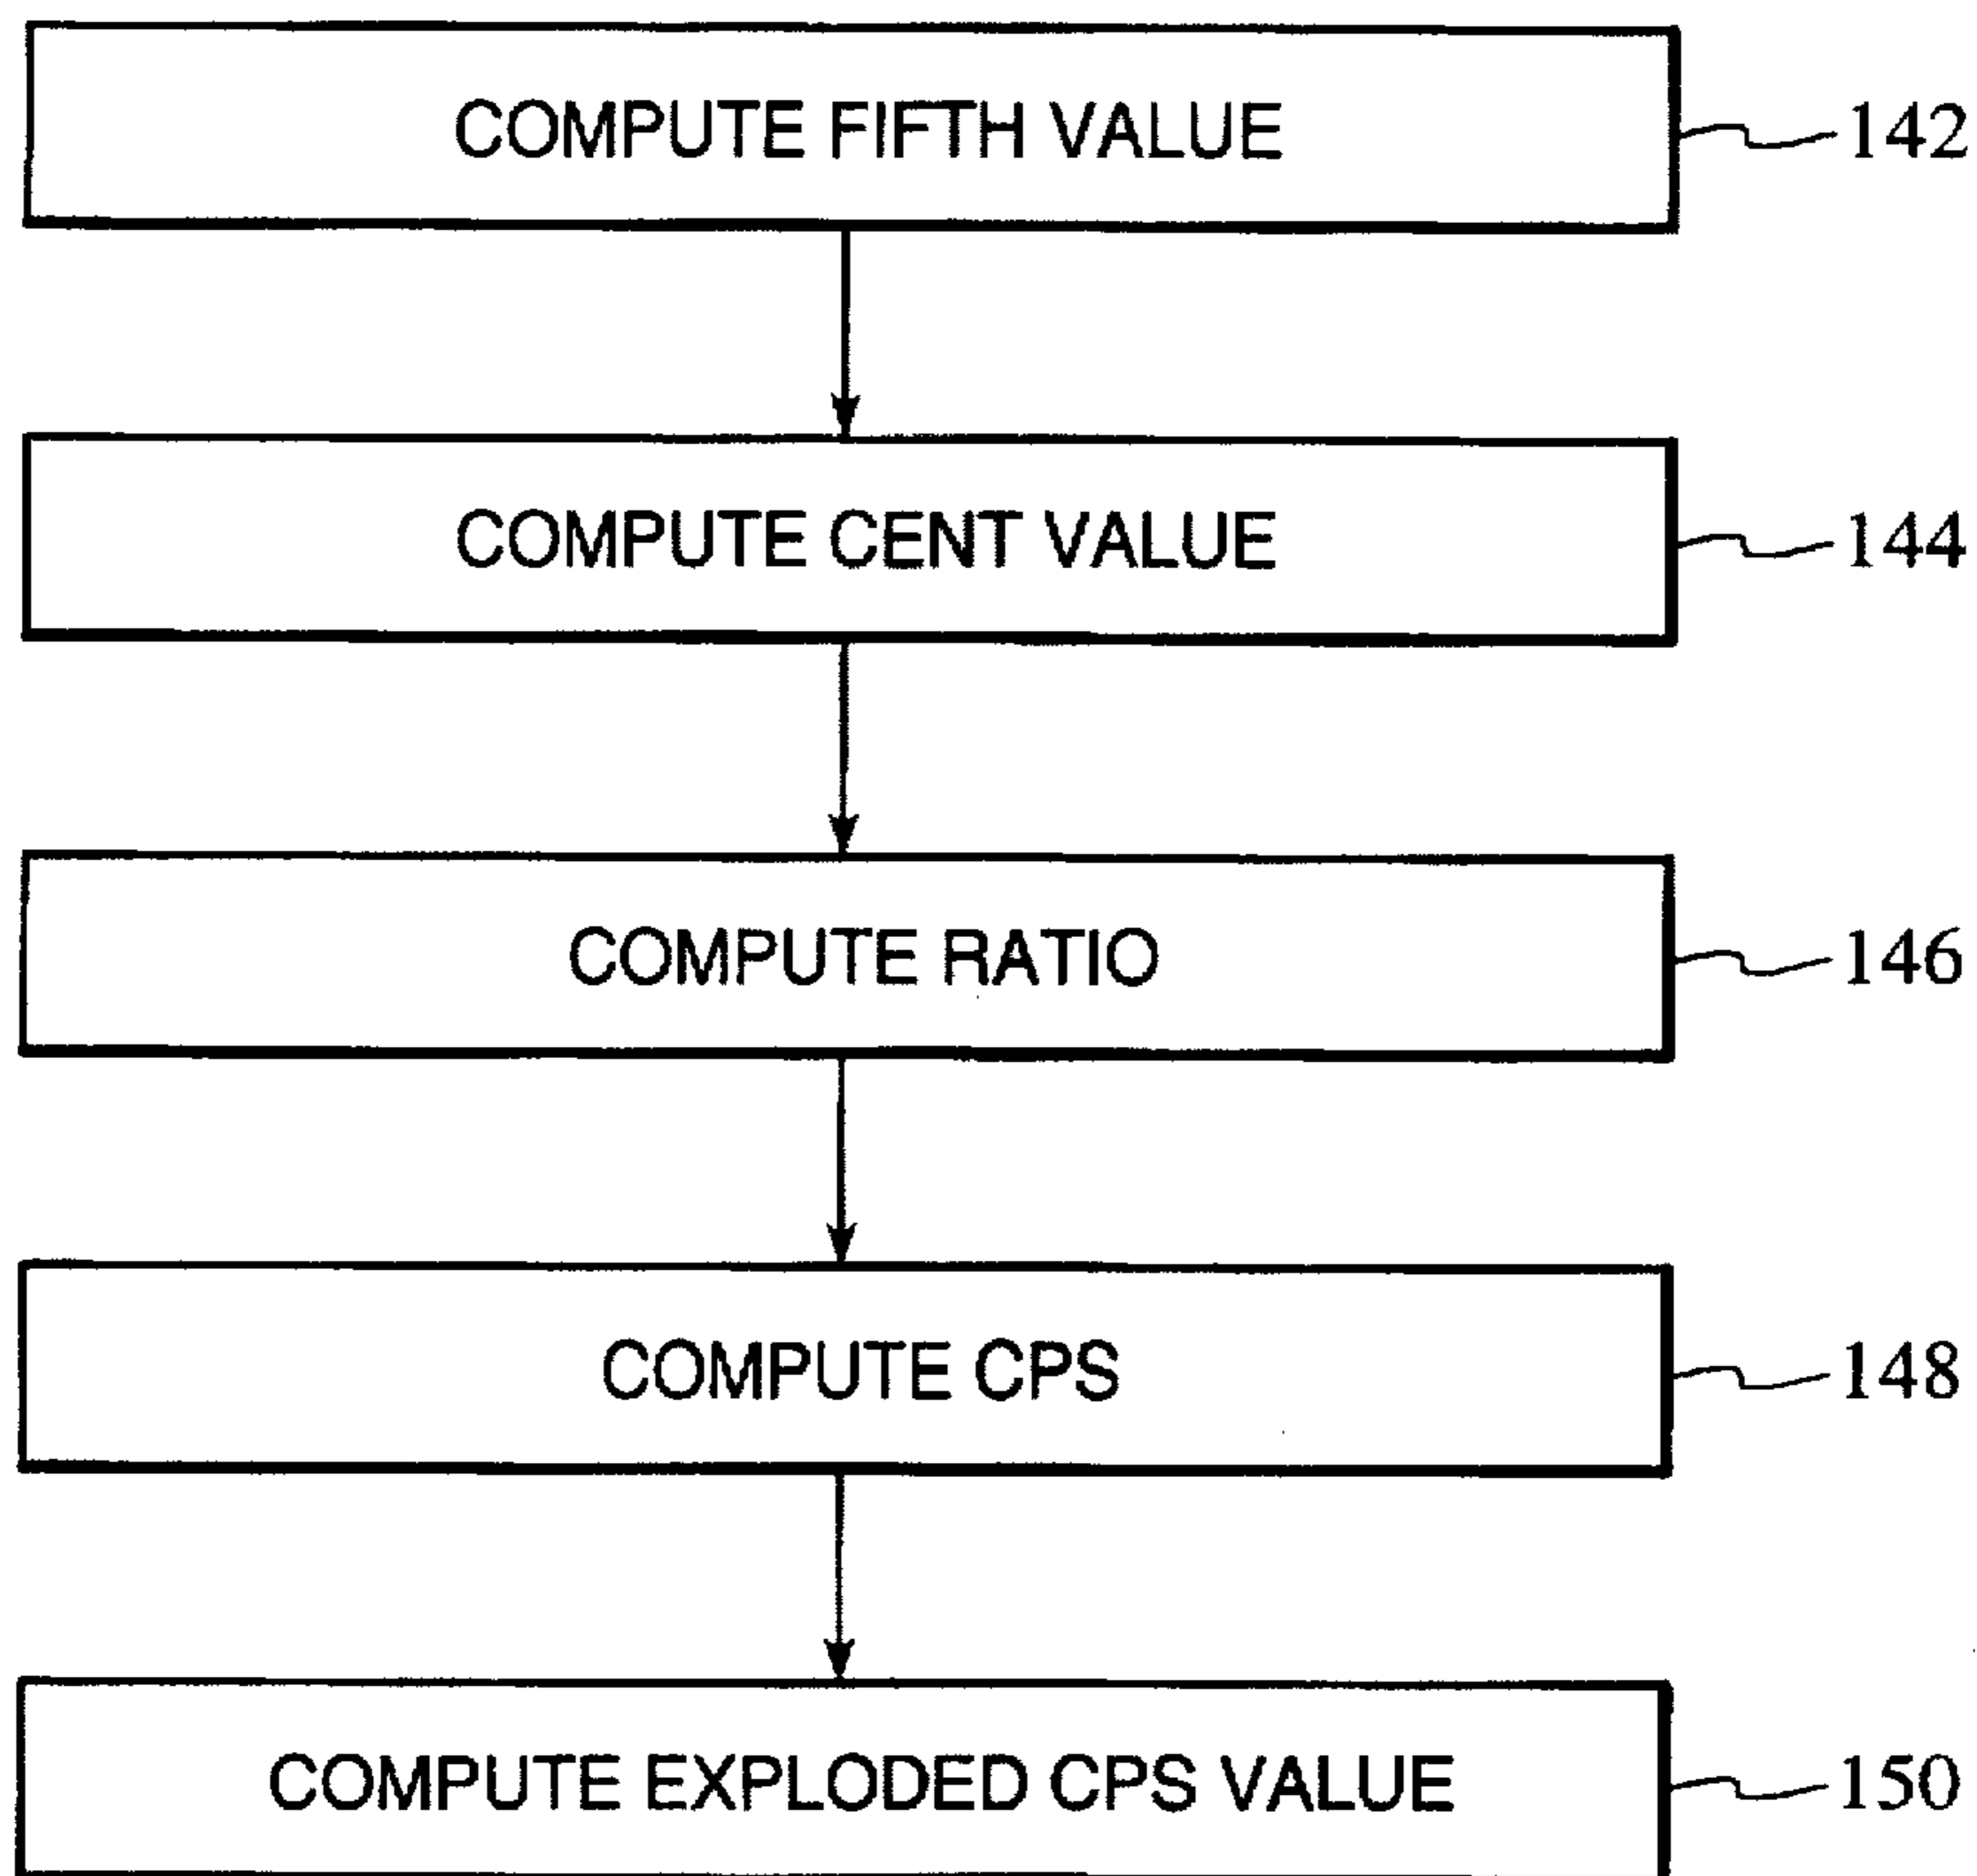 COMPUTE FIFTH VALUE
142
COMPUTE CENT VALUE
144
COMPUTE RATIO
146
COMPUTE CPS
148
COMPUTE EXPLODED CPS VALUE
150